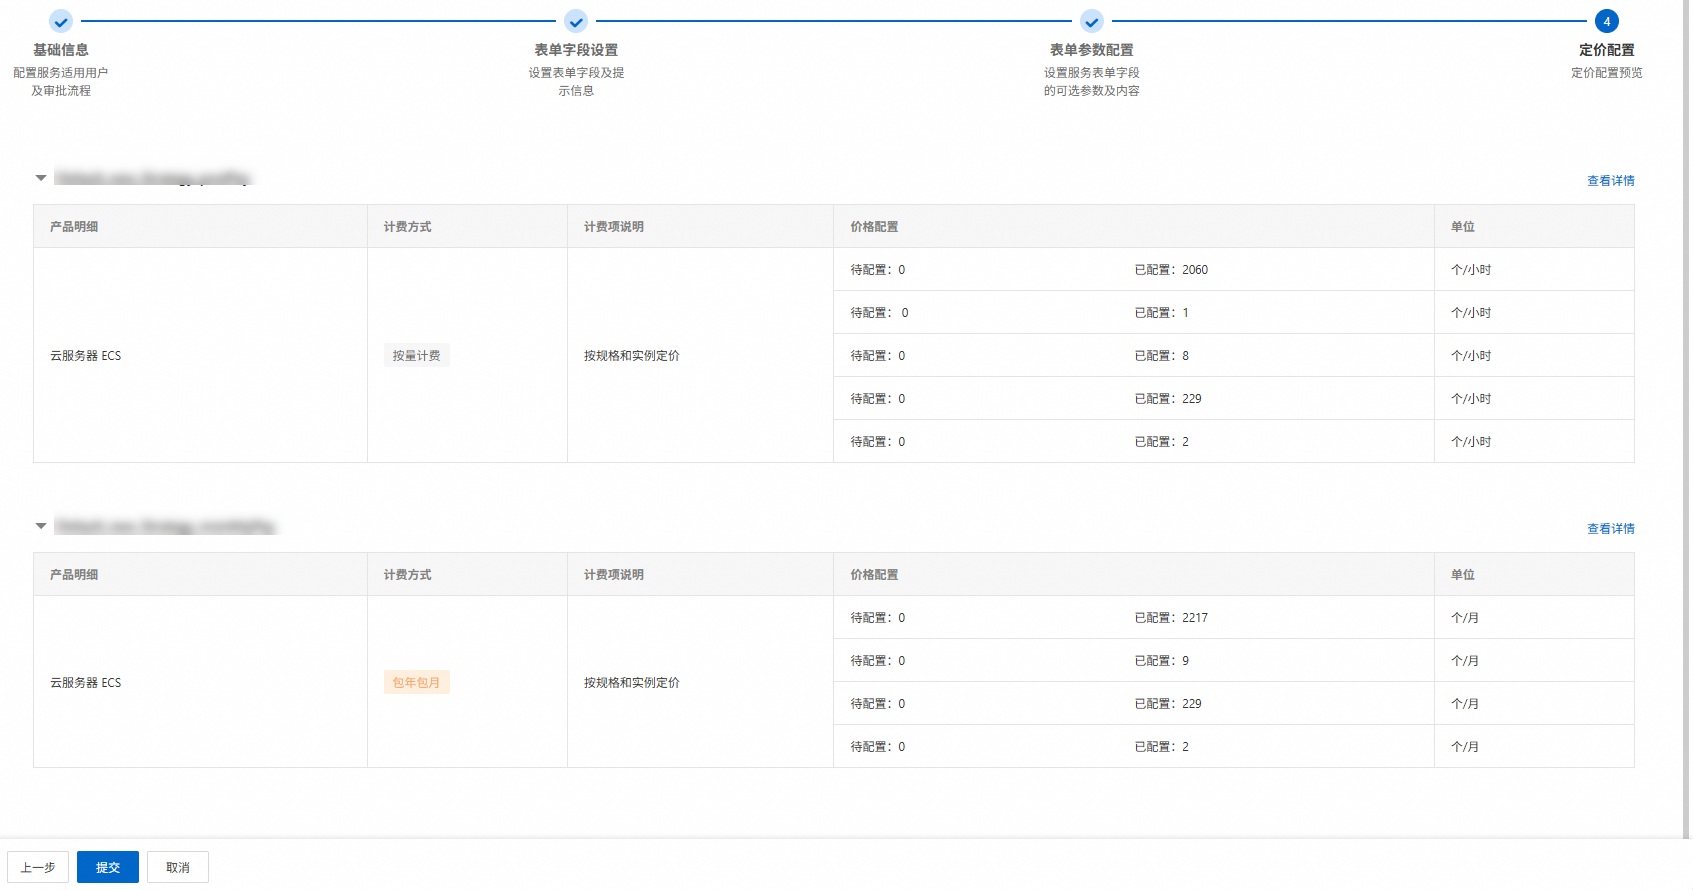 4
基础信息
配置服务适用用户
及审批流程
表单字段设置
设置表单字段及提
示信息
表单参数配置
设置服务表单字段
的可选参数及内容
定价配置
定价配置预览
查看详情
产品明细 计费方式 计费项说明 价格配置 单位
待配置：0 已配置：2060 个/小时
待配置： 0 已配置：1 个/小时
云服务器 ECS 按量计费 按规格和实例定价 待配置：0 已配置：8 个/小时
待配置：0 已配置：229 个/小时
待配置：0 已配置：2 个/小时
查看详情
产品明细 计费方式 计费项说明 价格配置 单位
待配置：0 已配置：2217 个/月
待配置：0 已配置：9 个/月
云服务器 ECS 包年包月 按规格和实例定价
待配置：0 已配置：229 个/月
待配置：0 已配置：2 个/月
上一步 提交 取消